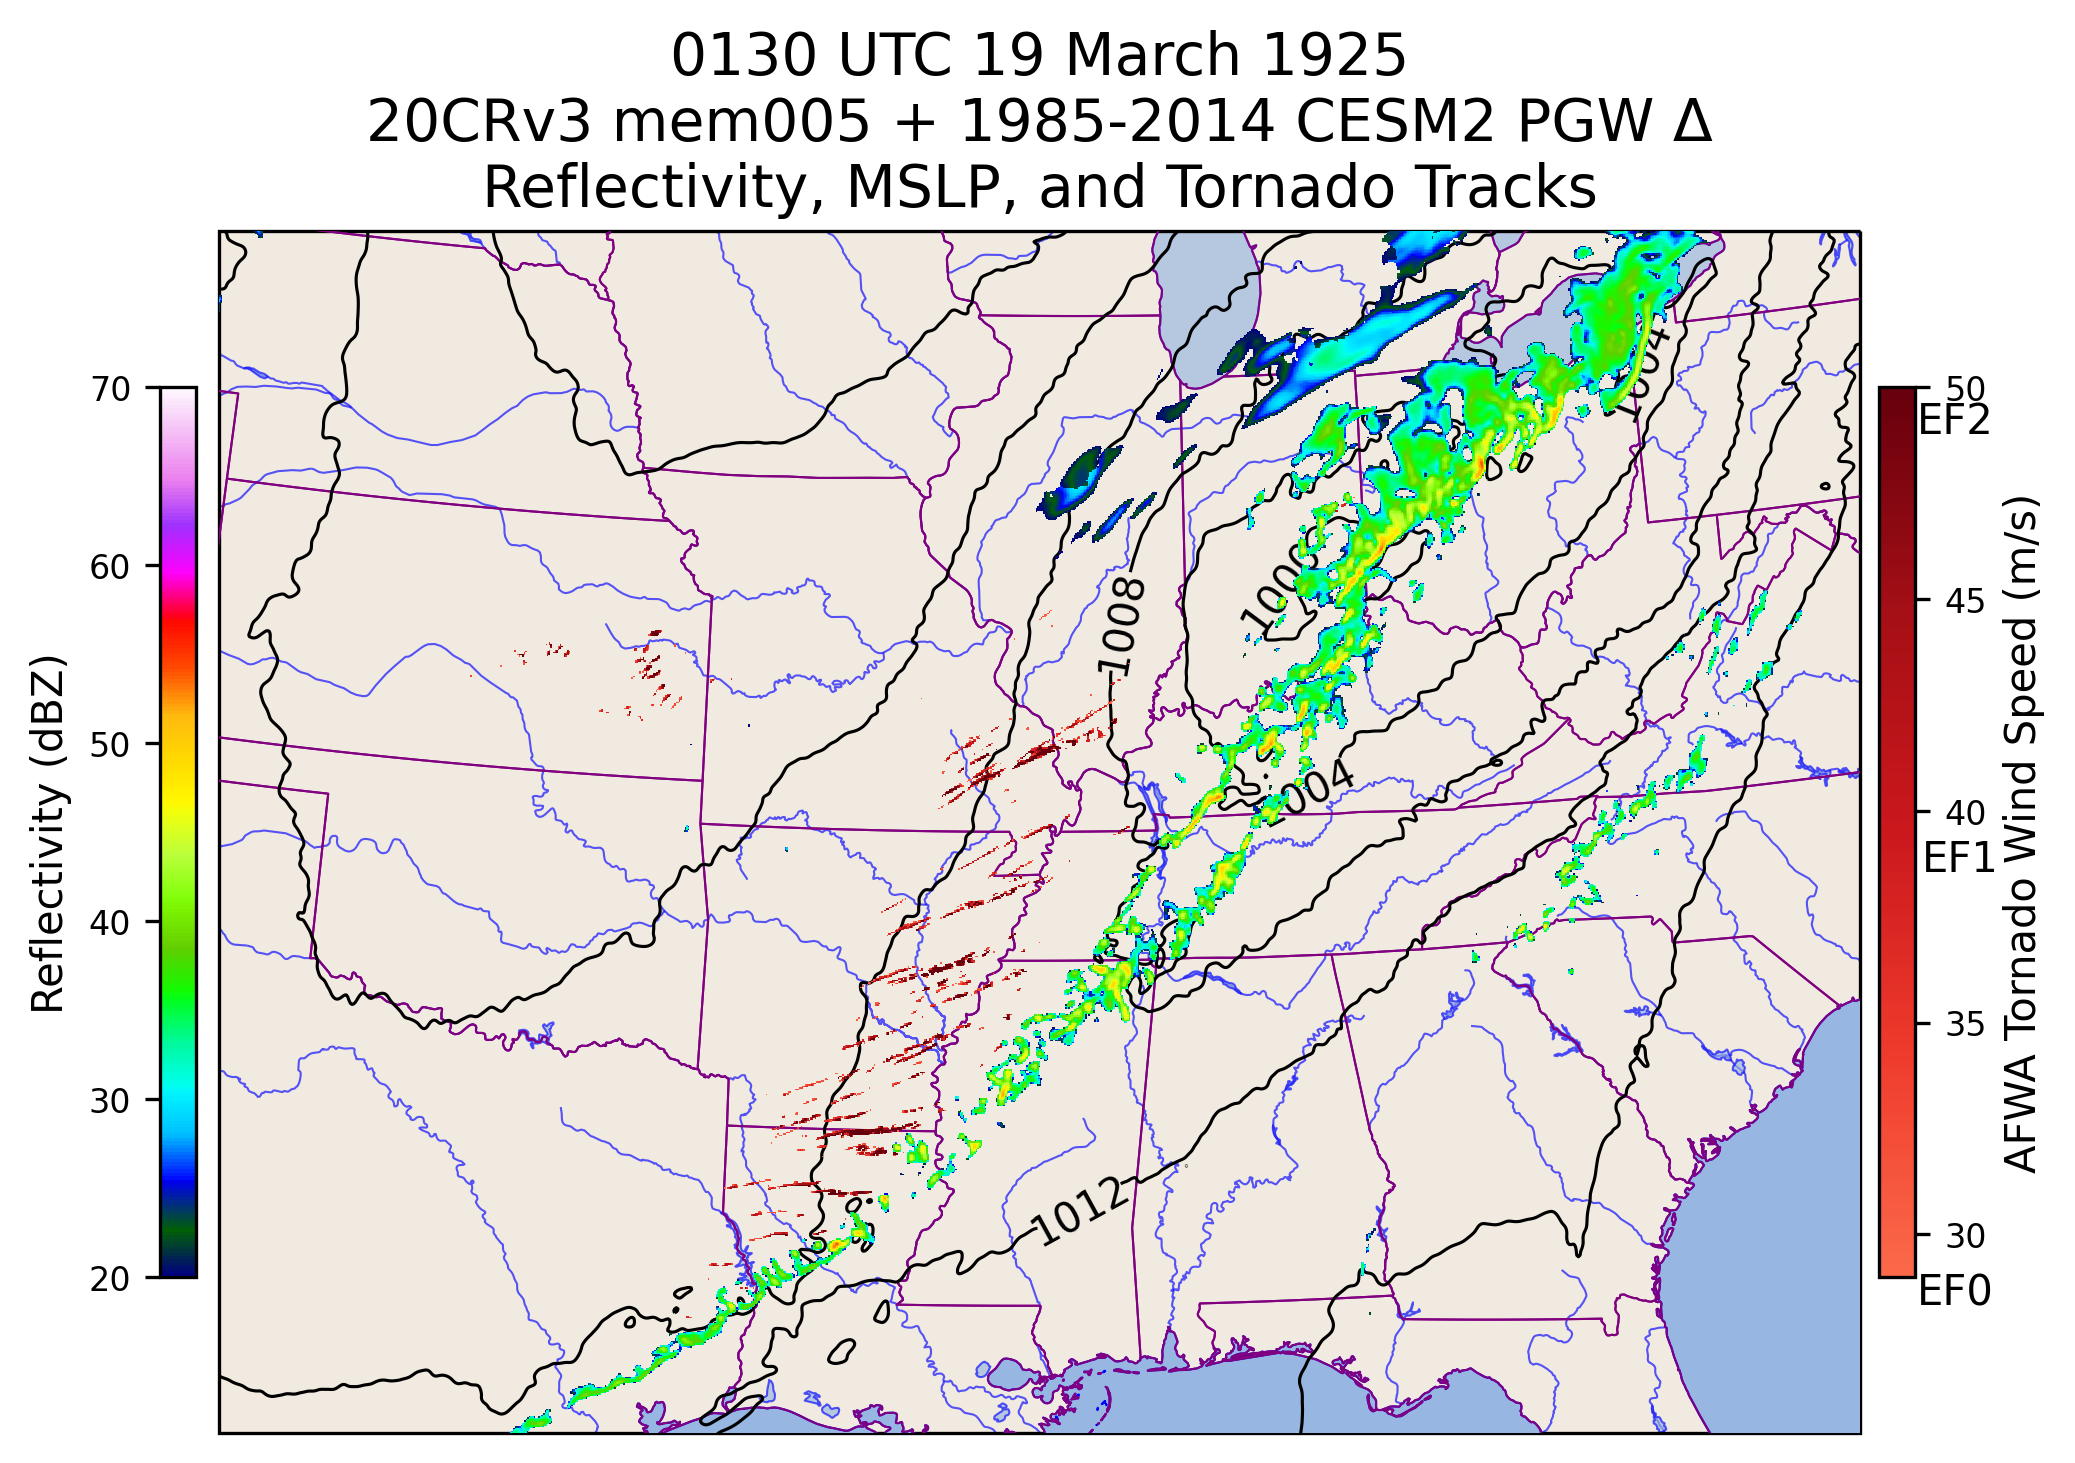 0130 UTC 19 March 1925
20CRv3 mem005 + 1985-2014 CESM2 PGW Δ
Reflectivity, MSLP, and Tornado Tracks
70
60
50
40
30
20
Reflectivity (dBZ)
1004
1006
1008
1004
1012
50
EF2
45
40
EF1
35
30
EF0
AFWA Tornado Wind Speed (m/s)